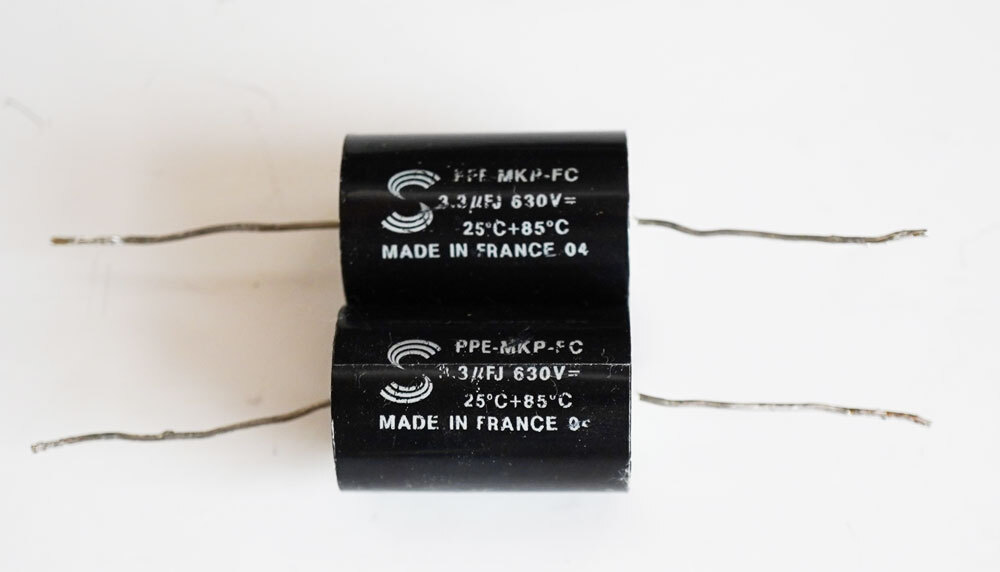 PPE-MKP-FC
3.3µFJ 630V=
25°C+85°C
MADE IN FRANCE 04
PPE-MKP-FC
3.3µFJ 630V=
25°C+85°C
MADE IN FRANCE